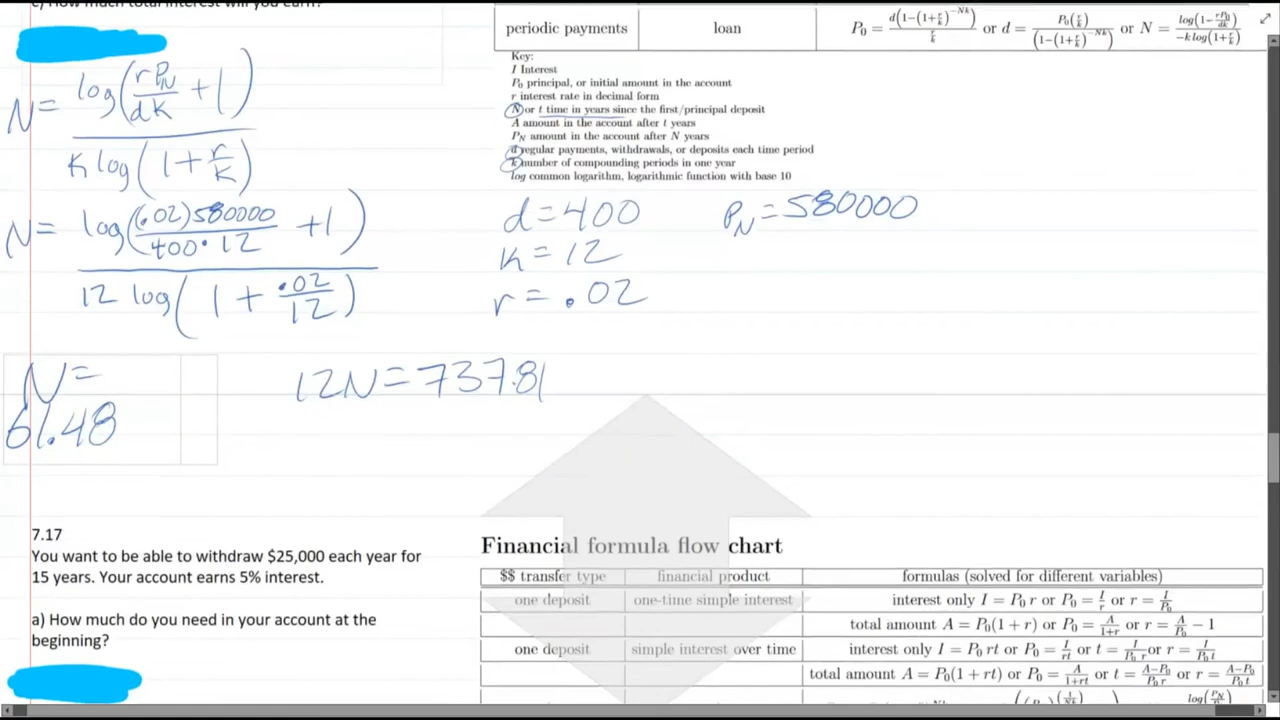 c) How much total interest will you earn?
periodic payments loan P₀ = d(1−(1+r/k)^−Nk) / (r/k) or d = P₀(r/k) / (1−(1+r/k)^−Nk) or N = log(1−rP₀/dk) / −k log(1+r/k)
Key:
I Interest
P₀ principal, or initial amount in the account
r interest rate in decimal form
N or t time in years since the first/principal deposit
A amount in the account after t years
P_N amount in the account after N years
d regular payments, withdrawals, or deposits each time period
k number of compounding periods in one year
log common logarithm, logarithmic function with base 10
N = log(rP_N/dk + 1) / k log(1 + r/k)
N = log((.02)580000 / 400·12 + 1) / 12 log(1 + .02/12)
d = 400 P_N = 580000
k = 12
r = .02
N =
61.48
12N = 737.81
7.17
You want to be able to withdraw $25,000 each year for
15 years. Your account earns 5% interest.
a) How much do you need in your account at the
beginning?
Financial formula flow chart
$$ transfer type financial product formulas (solved for different variables)
one deposit one-time simple interest interest only I = P₀ r or P₀ = I/r or r = I/P₀
total amount A = P₀(1 + r) or P₀ = A/(1+r) or r = A/P₀ − 1
one deposit simple interest over time interest only I = P₀ rt or P₀ = I/rt or t = I/(P₀ r) or r = I/(P₀ t)
total amount A = P₀(1 + rt) or P₀ = A/(1+rt) or t = (A−P₀)/(P₀ r) or r = (A−P₀)/(P₀ t)